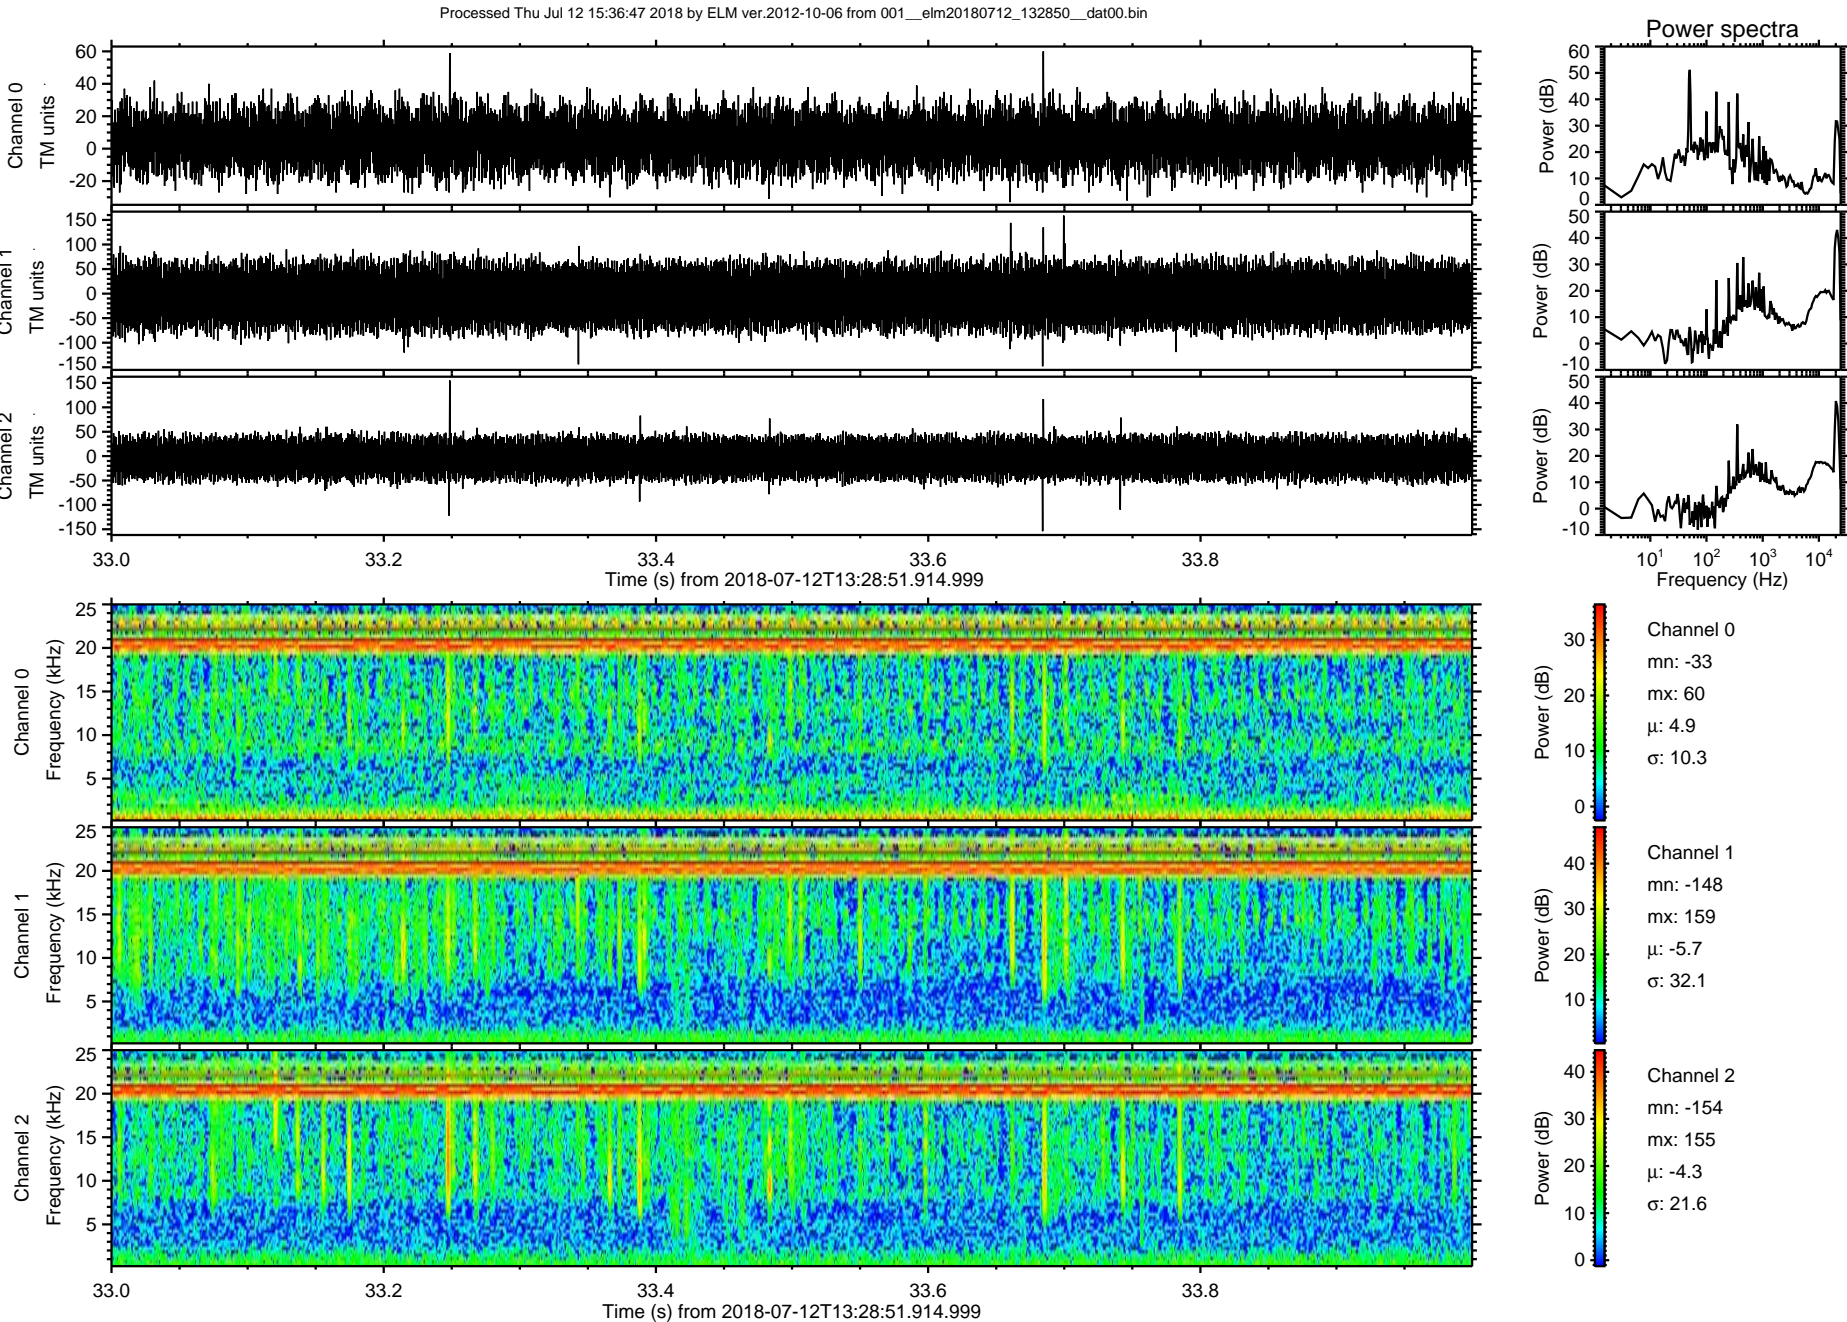 Processed Thu Jul 12 15:36:47 2018 by ELM ver.2012-10-06 from 001__elm20180712_132850__dat00.bin
Power spectra
Channel 0
TM units
60
40
20
0
-20
Power (dB)
60
50
40
30
20
10
0
Channel 1
TM units
150
100
50
0
-50
-100
-150
Power (dB)
50
40
30
20
10
0
-10
Channel 2
TM units
150
100
50
0
-50
-100
-150
Power (dB)
50
40
30
20
10
0
-10
33.0 33.2 33.4 33.6 33.8
Time (s) from 2018-07-12T13:28:51.914.999
10^1 10^2 10^3 10^4
Frequency (Hz)
Channel 0
Frequency (kHz)
25
20
15
10
5
Power (dB)
30
20
10
0
Channel 0
mn: -33
mx: 60
μ: 4.9
σ: 10.3
Channel 1
Frequency (kHz)
25
20
15
10
5
Power (dB)
40
30
20
10
Channel 1
mn: -148
mx: 159
μ: -5.7
σ: 32.1
Channel 2
Frequency (kHz)
25
20
15
10
5
Power (dB)
40
30
20
10
0
Channel 2
mn: -154
mx: 155
μ: -4.3
σ: 21.6
33.0 33.2 33.4 33.6 33.8
Time (s) from 2018-07-12T13:28:51.914.999